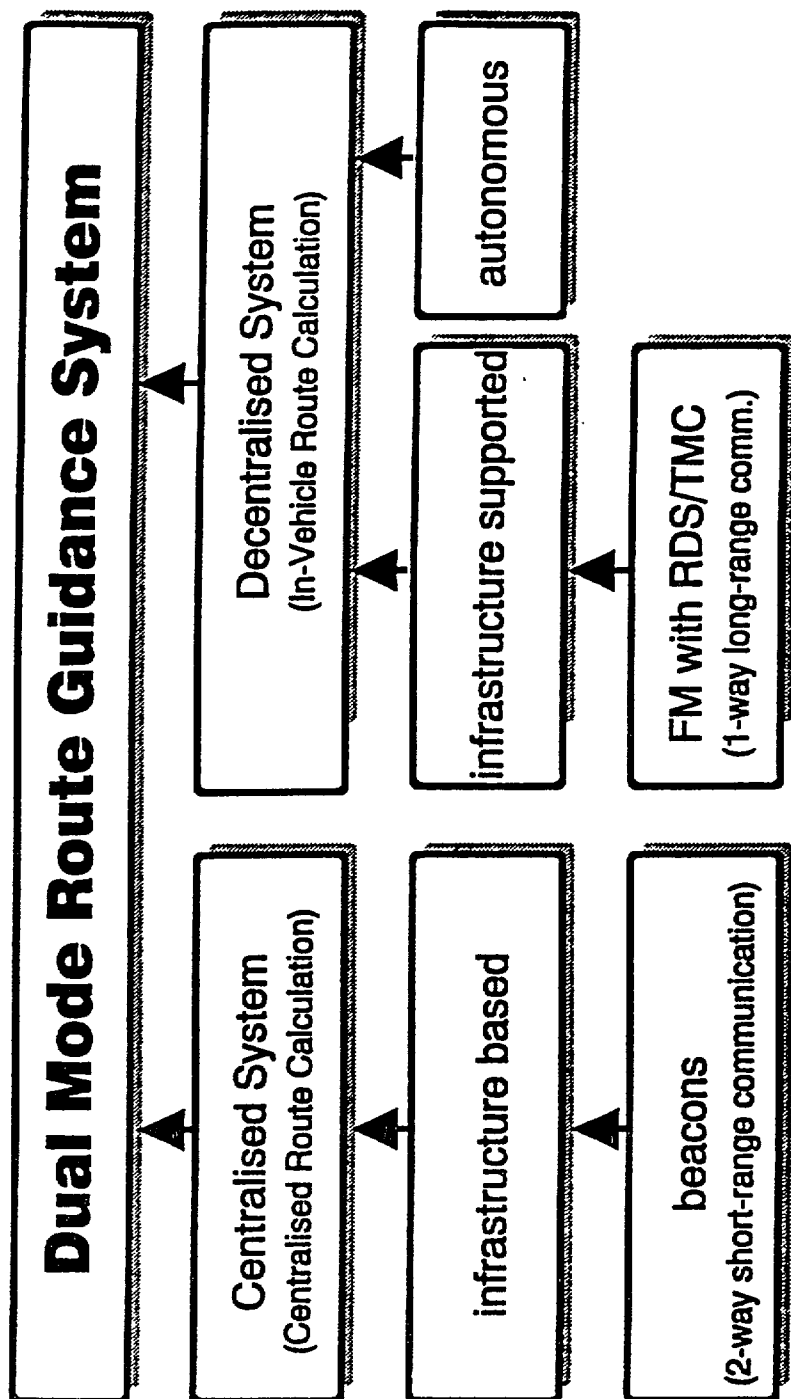 Dual Mode Route Guidance System
Centralised System
(Centralised Route Calculation)
Decentralised System
(In-Vehicle Route Calculation)
infrastructure based
infrastructure supported
autonomous
beacons
(2-way short-range communication)
FM with RDS/TMC
(1-way long-range comm.)